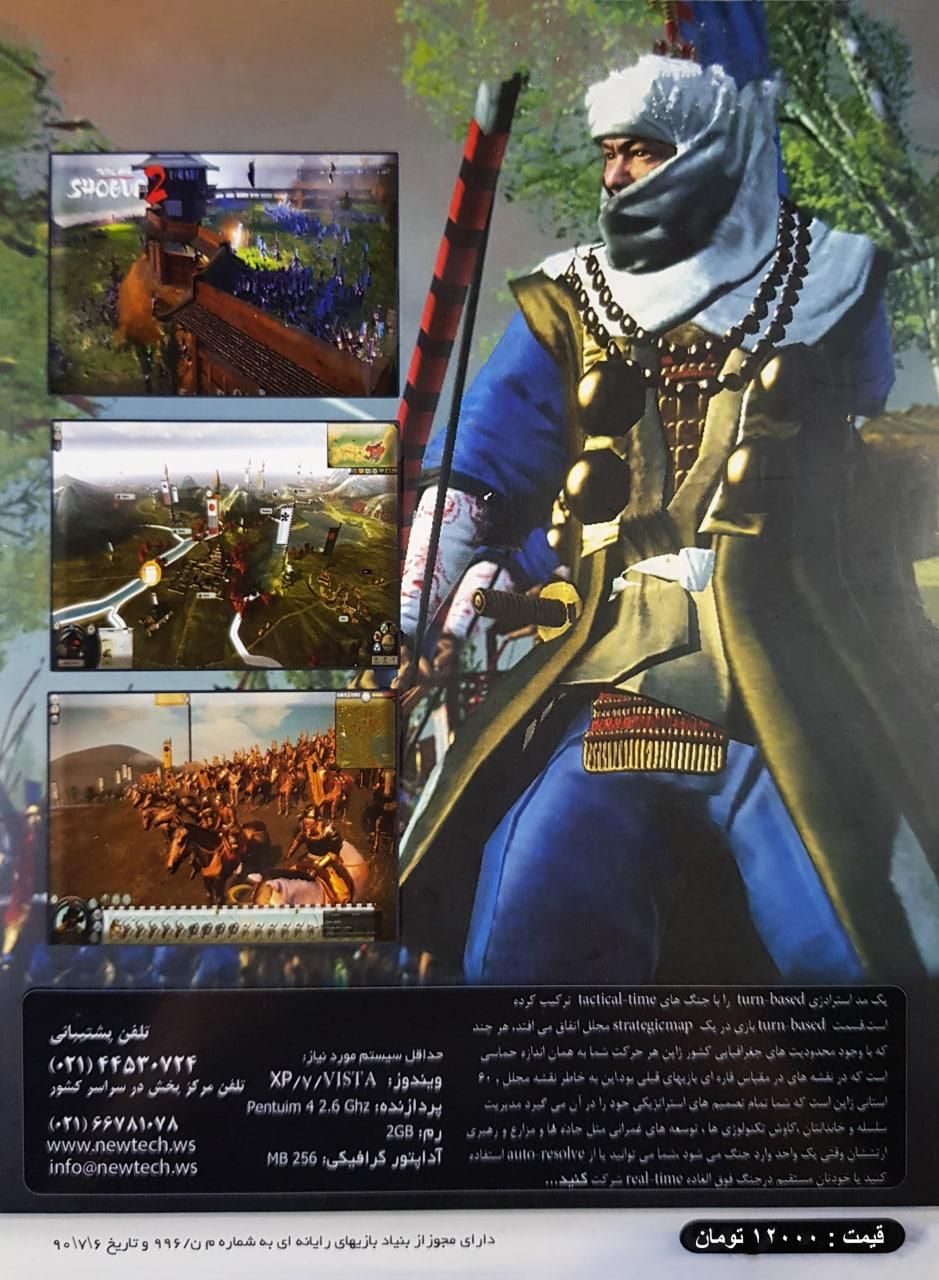 TOTAL WAR
SHOGUN 2
یک مد استراتژی turn-based را با جنگ های tactical-time ترکیب کرده
است.قسمت turn-based بازی در یک strategicmap مجلل اتفاق می افتد، هر چند
که با وجود محدودیت های جغرافیایی کشور ژاپن هر حرکت شما به همان اندازه حماسی
است که در نقشه های در مقیاس قاره ای بازیهای قبلی بود.این به خاطر نقشه مجلل ، ۶۰
استانی ژاپن است که شما تمام تصمیم های استراتژیکی خود را در آن می گیرد مدیریت
سلسله و خاندانتان ،کاوش تکنولوژی ها ، توسعه های عمرانی مثل جاده ها و مزارع و رهبری
ارتشتان وقتی یک واحد وارد جنگ می شود ،شما می توانید یا از auto-resolve استفاده
کنید یا خودتان مستقیم درجنگ فوق العاده real-time شرکت کنید...
حداقل سیستم مورد نیاز:
ویندوز: XP/۷/VISTA
پردازنده: Pentuim 4 2.6 Ghz
رم: 2GB
آداپتور گرافیکی: 256 MB
تلفن پشتیبانی
(۰۲۱) ۴۴۵۳۰۷۲۴
تلفن مرکز پخش در سراسر کشور
(۰۲۱) ۶۶۷۸۱۰۷۸
www.newtech.ws
info@newtech.ws
قیمت : ۱۲۰۰۰ تومان
دارای مجوز از بنیاد بازیهای رایانه ای به شماره م ن/۹۹۶ و تاریخ ۹۰\۷\۶